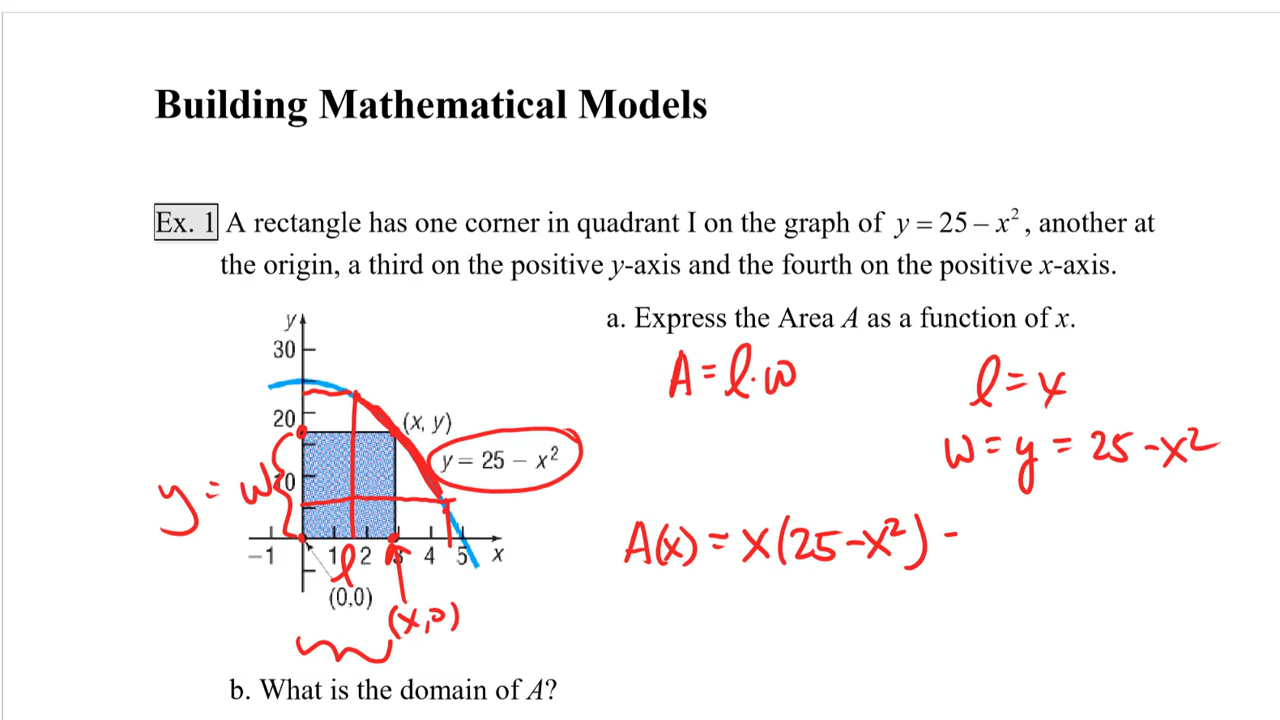 Building Mathematical Models
Ex. 1 A rectangle has one corner in quadrant I on the graph of y = 25 – x², another at
the origin, a third on the positive y-axis and the fourth on the positive x-axis.
a. Express the Area A as a function of x.
A = l·w
l = x
w = y = 25 - x²
A(x) = x(25-x²) =
y
30
20
(x, y)
y = 25 − x²
y = w
10
−1
1
l
2
3
4
5
x
(0,0)
(x,0)
b. What is the domain of A?